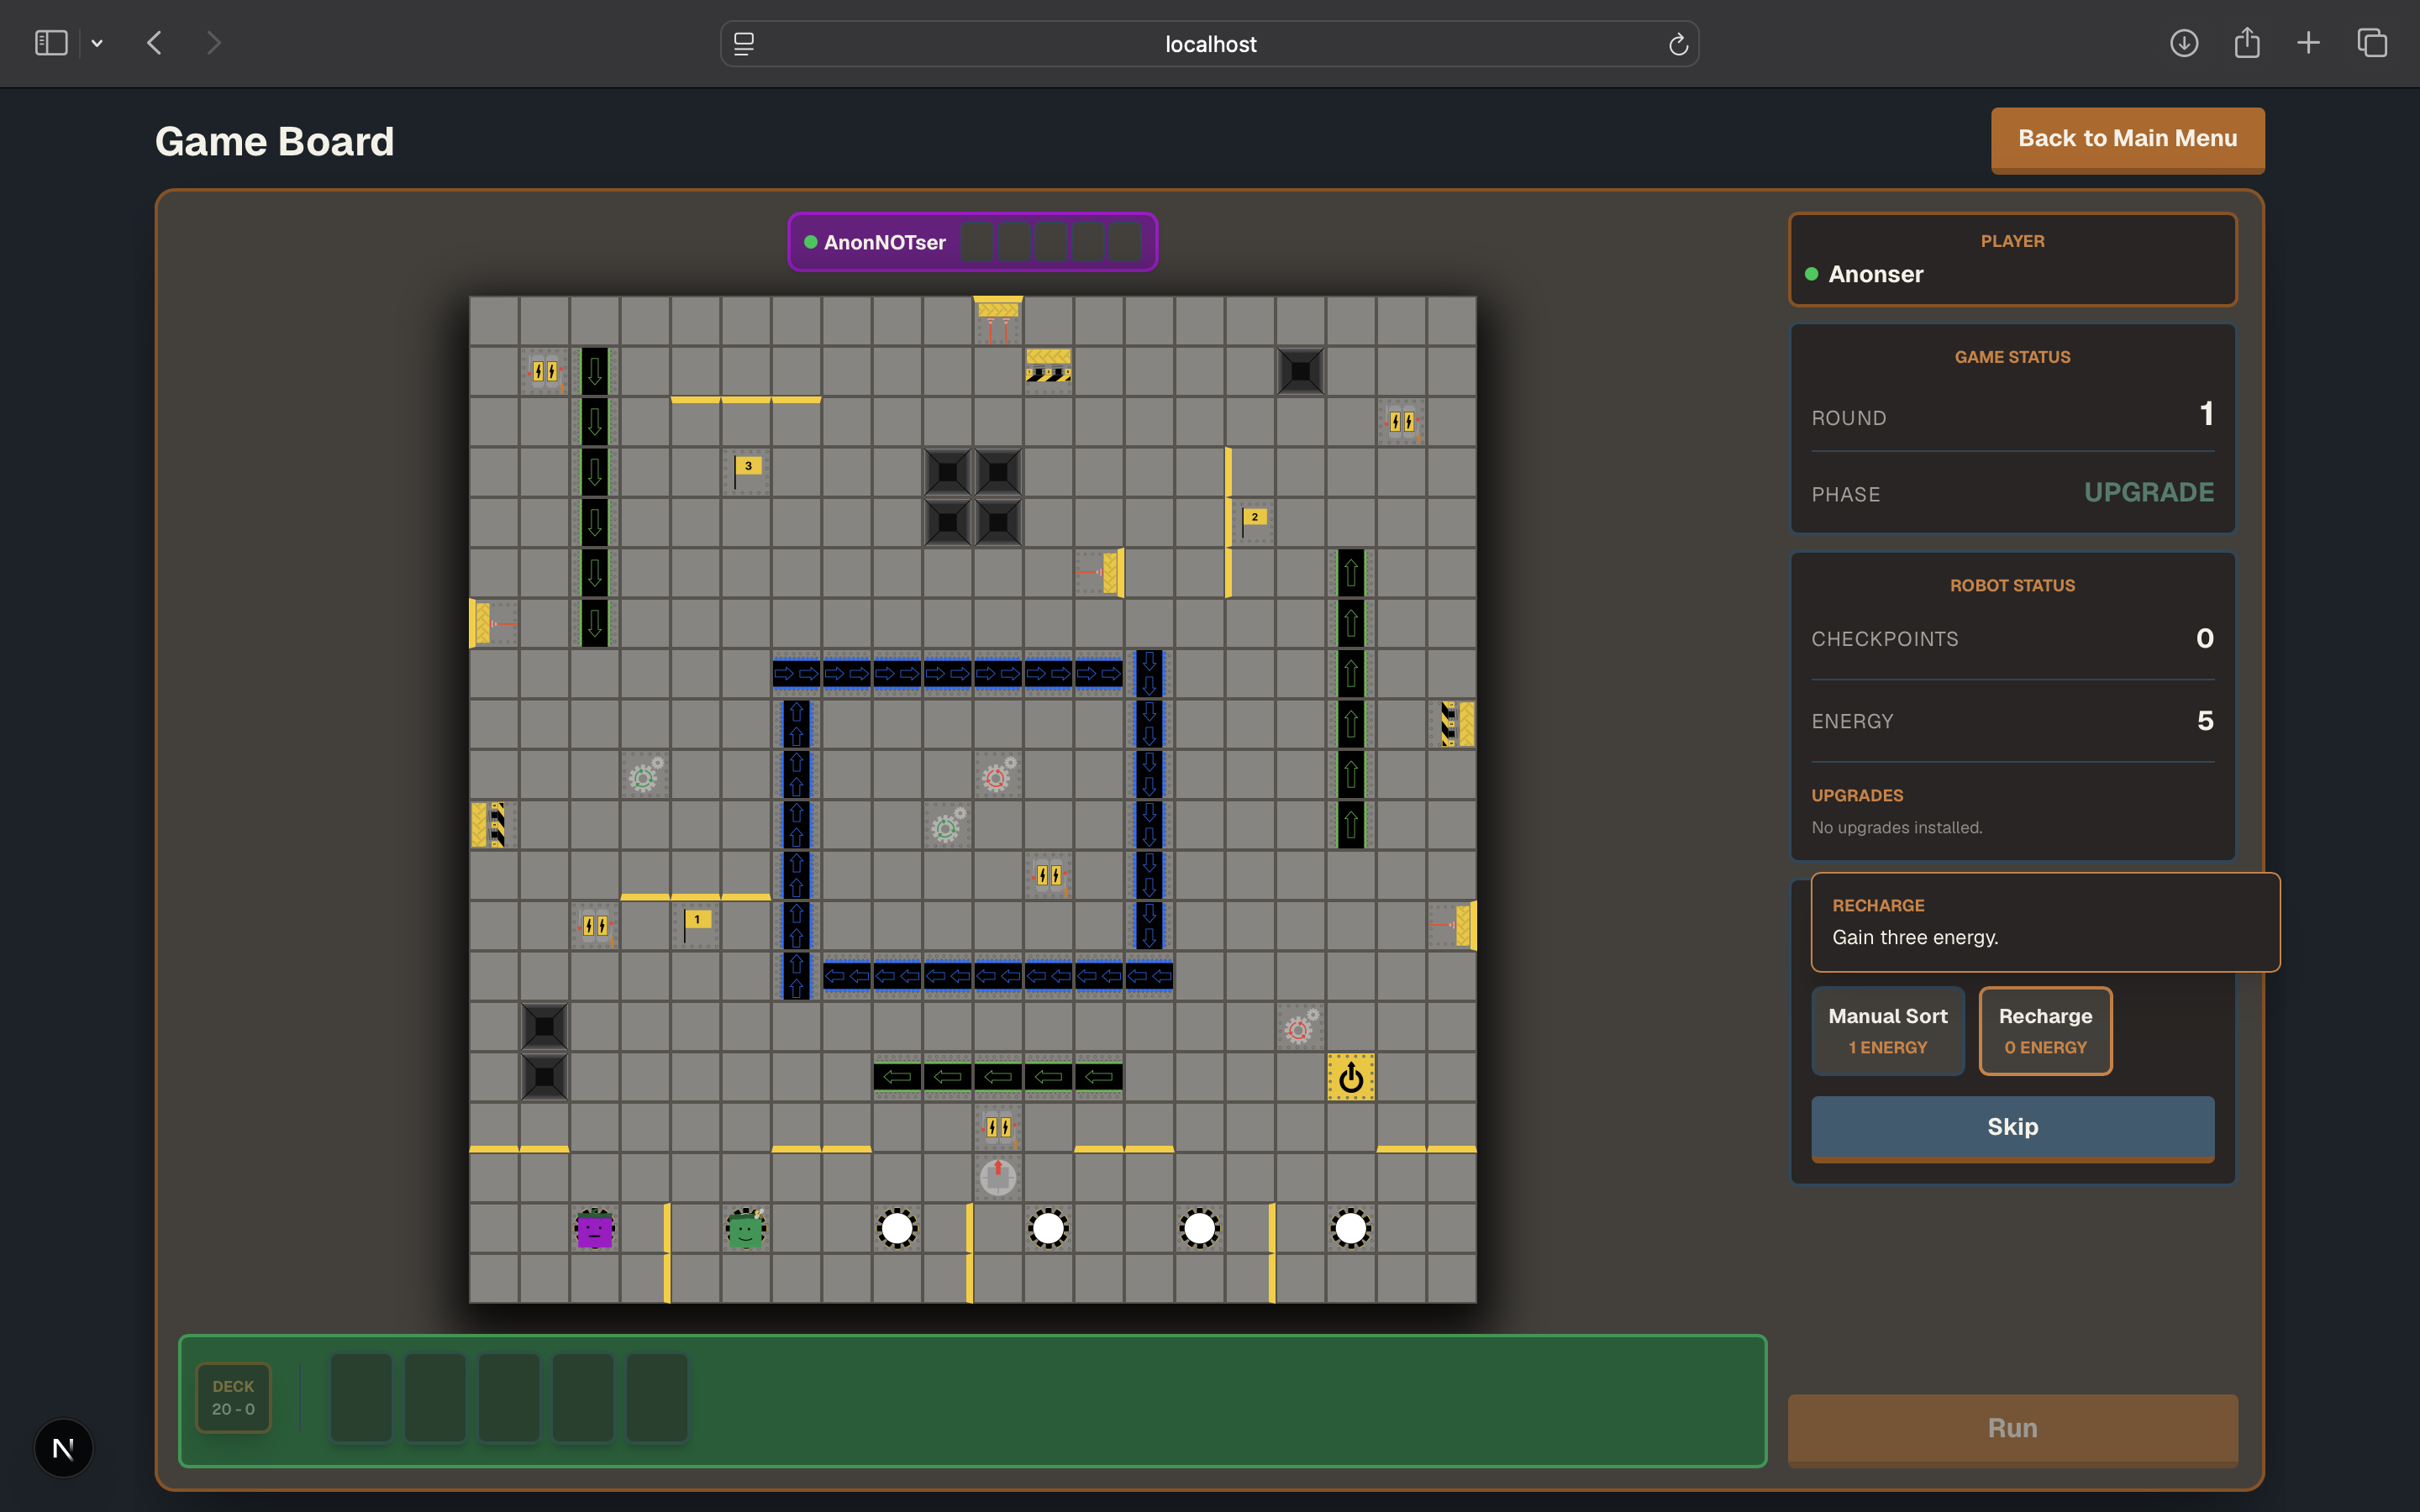 localhost
Game Board
Back to Main Menu
AnonNOTser
PLAYER
Anonser
GAME STATUS
ROUND 1
PHASE UPGRADE
ROBOT STATUS
CHECKPOINTS 0
ENERGY 5
UPGRADES
No upgrades installed.
RECHARGE
Gain three energy.
Manual Sort
1 ENERGY
Recharge
0 ENERGY
Skip
3
2
1
DECK
20 - 0
Run
N